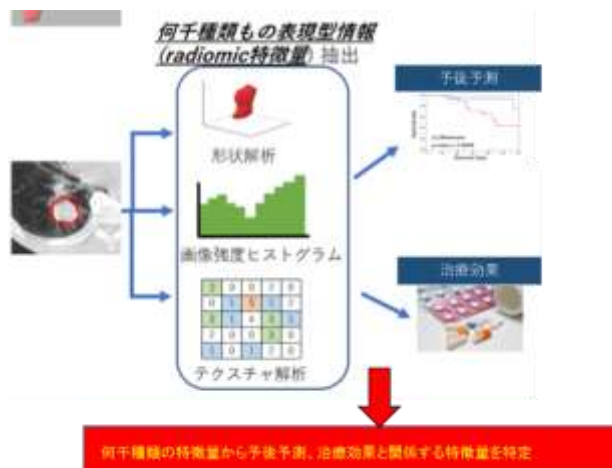 何千種類もの表現型情報
(radiomic特徴量) 抽出
予後予測
形状解析
画像強度ヒストグラム
治療効果
テクスチャ解析
何千種類の特徴量から予後予測、治療効果と関係する特徴量を特定